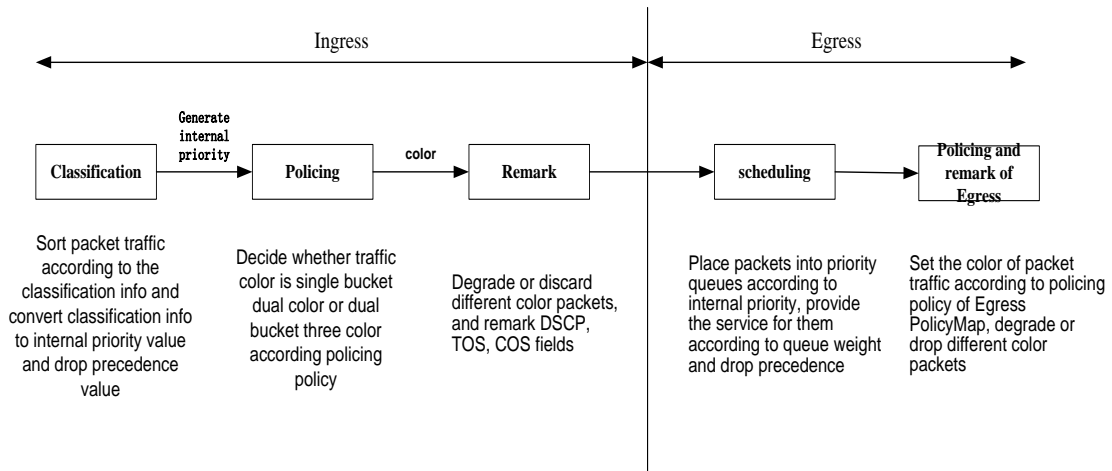 Ingress
Egress
Generate
internal
priority
color
Classification
Policing
Remark
scheduling
Policing and
remark of
Egress
Sort packet traffic
according to the
classification info and
convert classification info
to internal priority value
and drop precedence
value
Decide whether traffic
color is single bucket
dual color or dual
bucket three color
according policing
policy
Degrade or discard
different color packets,
and remark DSCP,
TOS, COS fields
Place packets into priority
queues according to
internal priority, provide
the service for them
according to queue weight
and drop precedence
Set the color of packet
traffic according to policing
policy of Egress
PolicyMap, degrade or
drop different color
packets